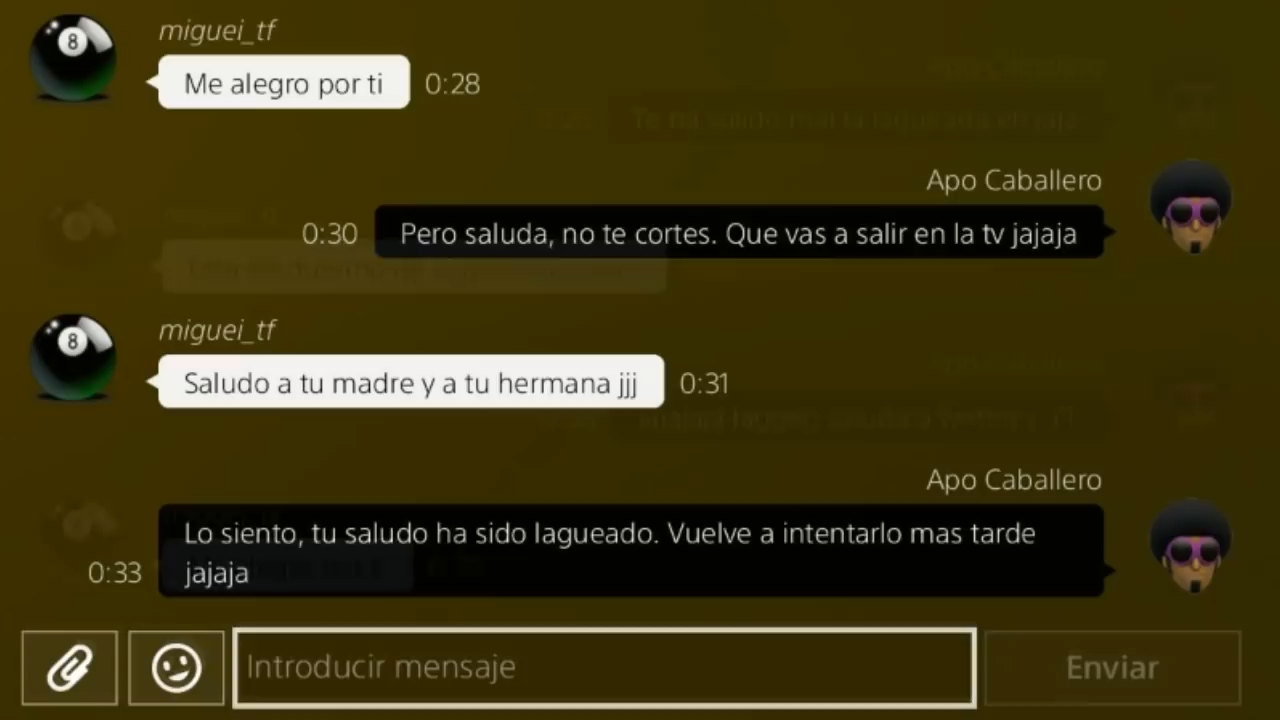 8
miguei_tf
Me alegro por ti
0:28
Apo Caballero
0:30
Pero saluda, no te cortes. Que vas a salir en la tv jajaja
8
miguei_tf
Saludo a tu madre y a tu hermana jjj
0:31
Apo Caballero
Lo siento, tu saludo ha sido lagueado. Vuelve a intentarlo mas tarde
jajaja
0:33
Introducir mensaje
Enviar